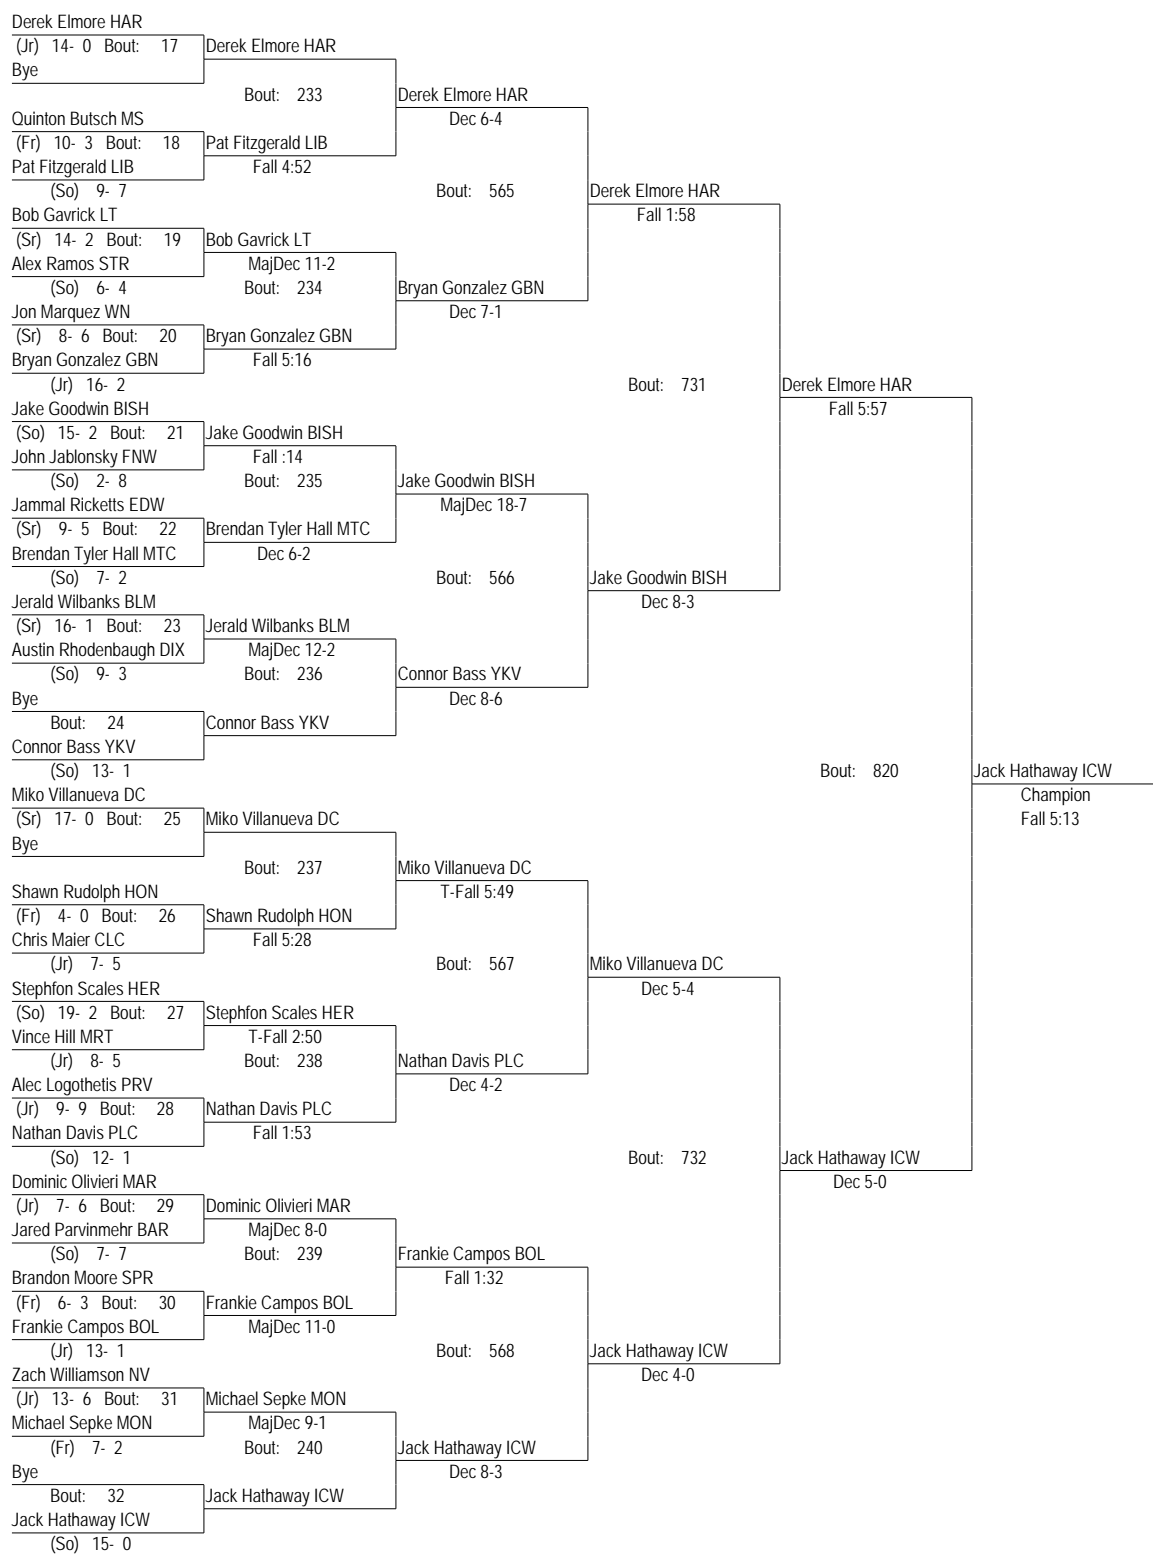 Derek Elmore HAR
(Jr) 14- 0 Bout: 17 Derek Elmore HAR
Bye
Bout: 233 Derek Elmore HAR
Quinton Butsch MS Dec 6-4
(Fr) 10- 3 Bout: 18 Pat Fitzgerald LIB
Pat Fitzgerald LIB Fall 4:52
(So) 9- 7 Bout: 565 Derek Elmore HAR
Bob Gavrick LT Fall 1:58
(Sr) 14- 2 Bout: 19 Bob Gavrick LT
Alex Ramos STR MajDec 11-2
(So) 6- 4 Bout: 234 Bryan Gonzalez GBN
Jon Marquez WN Dec 7-1
(Sr) 8- 6 Bout: 20 Bryan Gonzalez GBN
Bryan Gonzalez GBN Fall 5:16
(Jr) 16- 2 Bout: 731 Derek Elmore HAR
Jake Goodwin BISH Fall 5:57
(So) 15- 2 Bout: 21 Jake Goodwin BISH
John Jablonsky FNW Fall :14
(So) 2- 8 Bout: 235 Jake Goodwin BISH
Jammal Ricketts EDW MajDec 18-7
(Sr) 9- 5 Bout: 22 Brendan Tyler Hall MTC
Brendan Tyler Hall MTC Dec 6-2
(So) 7- 2 Bout: 566 Jake Goodwin BISH
Jerald Wilbanks BLM Dec 8-3
(Sr) 16- 1 Bout: 23 Jerald Wilbanks BLM
Austin Rhodenbaugh DIX MajDec 12-2
(So) 9- 3 Bout: 236 Connor Bass YKV
Bye Dec 8-6
Bout: 24 Connor Bass YKV
Connor Bass YKV
(So) 13- 1 Bout: 820 Jack Hathaway ICW
Miko Villanueva DC Champion
(Sr) 17- 0 Bout: 25 Miko Villanueva DC Fall 5:13
Bye
Bout: 237 Miko Villanueva DC
Shawn Rudolph HON T-Fall 5:49
(Fr) 4- 0 Bout: 26 Shawn Rudolph HON
Chris Maier CLC Fall 5:28
(Jr) 7- 5 Bout: 567 Miko Villanueva DC
Stephfon Scales HER Dec 5-4
(So) 19- 2 Bout: 27 Stephfon Scales HER
Vince Hill MRT T-Fall 2:50
(Jr) 8- 5 Bout: 238 Nathan Davis PLC
Alec Logothetis PRV Dec 4-2
(Jr) 9- 9 Bout: 28 Nathan Davis PLC
Nathan Davis PLC Fall 1:53
(So) 12- 1 Bout: 732 Jack Hathaway ICW
Dominic Olivieri MAR Dec 5-0
(Jr) 7- 6 Bout: 29 Dominic Olivieri MAR
Jared Parvinmehr BAR MajDec 8-0
(So) 7- 7 Bout: 239 Frankie Campos BOL
Brandon Moore SPR Fall 1:32
(Fr) 6- 3 Bout: 30 Frankie Campos BOL
Frankie Campos BOL MajDec 11-0
(Jr) 13- 1 Bout: 568 Jack Hathaway ICW
Zach Williamson NV Dec 4-0
(Jr) 13- 6 Bout: 31 Michael Sepke MON
Michael Sepke MON MajDec 9-1
(Fr) 7- 2 Bout: 240 Jack Hathaway ICW
Bye Dec 8-3
Bout: 32 Jack Hathaway ICW
Jack Hathaway ICW
(So) 15- 0